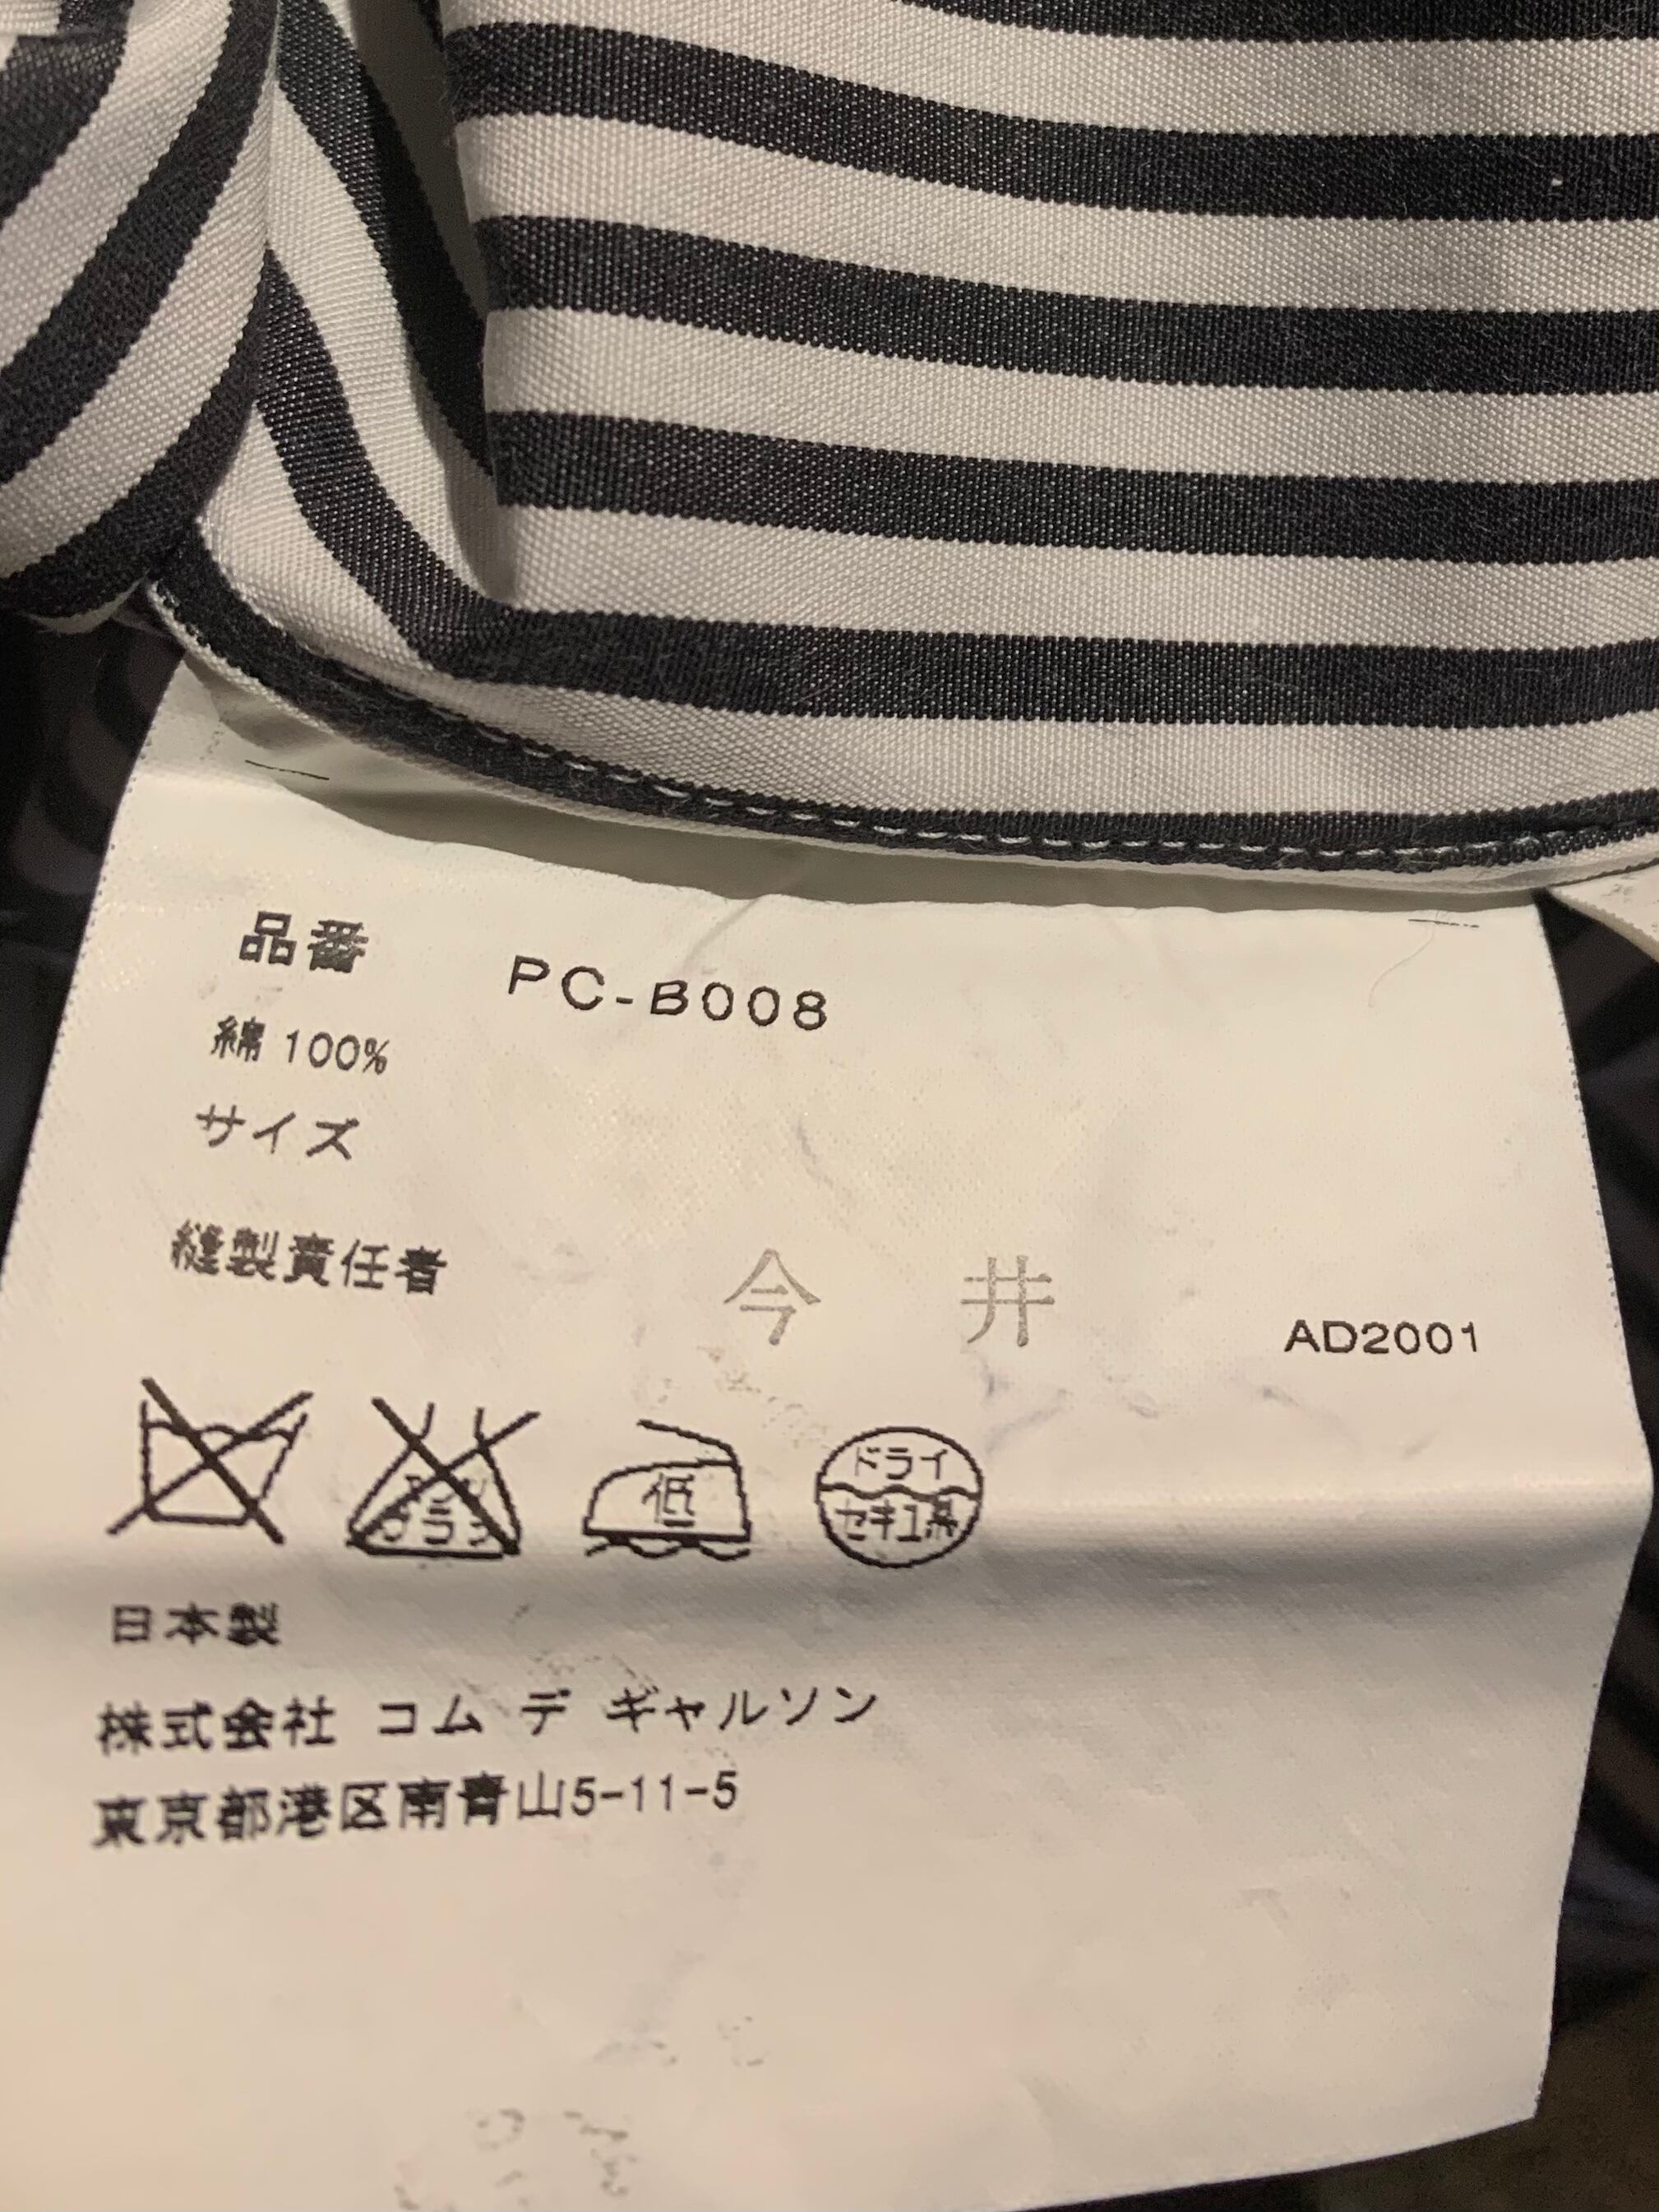 品番 PC-B008
綿 100%
サイズ
縫製責任者 今 井
AD2001
低
ドライ
セキユ系
日本製
株式会社 コム デ ギャルソン
東京都港区南青山5-11-5